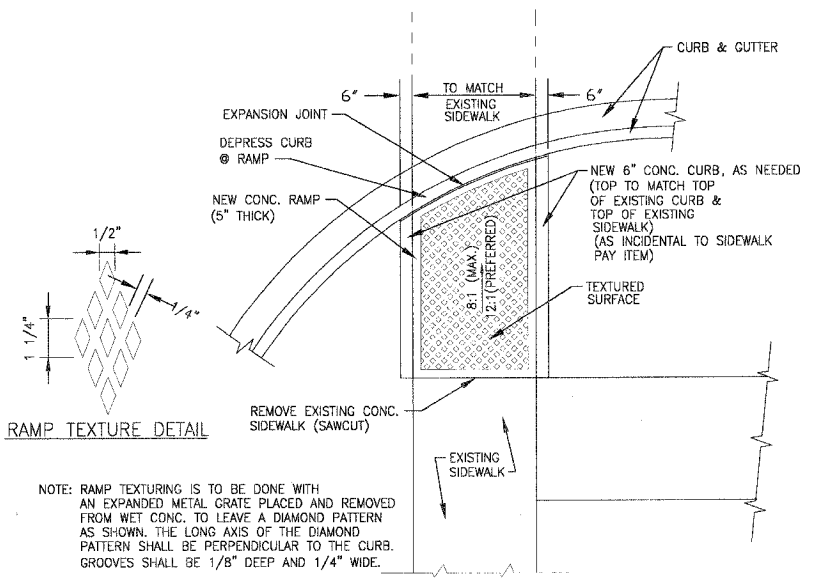 CURB & GUTTER
6"
TO MATCH
EXISTING
SIDEWALK
6"
EXPANSION JOINT
DEPRESS CURB
@ RAMP
NEW CONC. RAMP
(5" THICK)
NEW 6" CONC. CURB, AS NEEDED
(TOP TO MATCH TOP
OF EXISTING CURB &
TOP OF EXISTING
SIDEWALK)
(AS INCIDENTAL TO SIDEWALK
PAY ITEM)
8:1 (MAX.)
12:1(PREFERRED)
TEXTURED
SURFACE
1/2"
1/4"
1 1/4"
RAMP TEXTURE DETAIL
REMOVE EXISTING CONC.
SIDEWALK (SAWCUT)
EXISTING
SIDEWALK
NOTE: RAMP TEXTURING IS TO BE DONE WITH
AN EXPANDED METAL GRATE PLACED AND REMOVED
FROM WET CONC. TO LEAVE A DIAMOND PATTERN
AS SHOWN. THE LONG AXIS OF THE DIAMOND
PATTERN SHALL BE PERPENDICULAR TO THE CURB.
GROOVES SHALL BE 1/8" DEEP AND 1/4" WIDE.